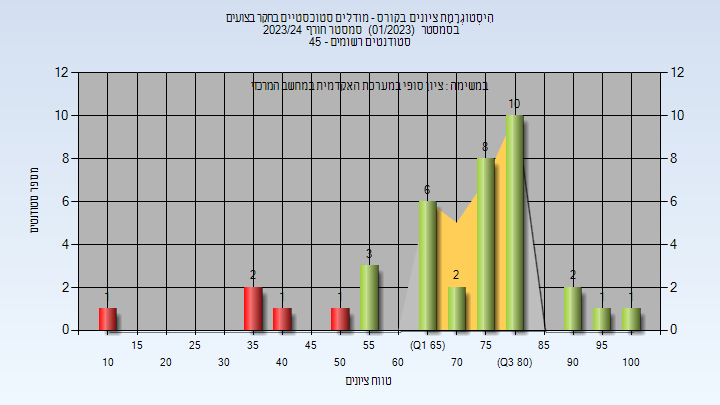 הִיסְטוֹגְרָמַת ציונים בקורס - מודלים סטוכסטיים בחקר בצועים
בסמסטר (01/2023) סמסטר חורף 2023/24
סטודנטים רשומים - 45
במשימה : ציון סופי במערכת האקדמית במחשב המרכזי
מספר סטודנטים
12 12
10 10
8 8
6 6
4 4
2 2
0 0
1 2 1 1 3 6 2 8 10 2 1 1
15 25 35 45 55 (Q1 65) 75 85 95
10 20 30 40 50 60 70 (Q3 80) 90 100
טווח ציונים